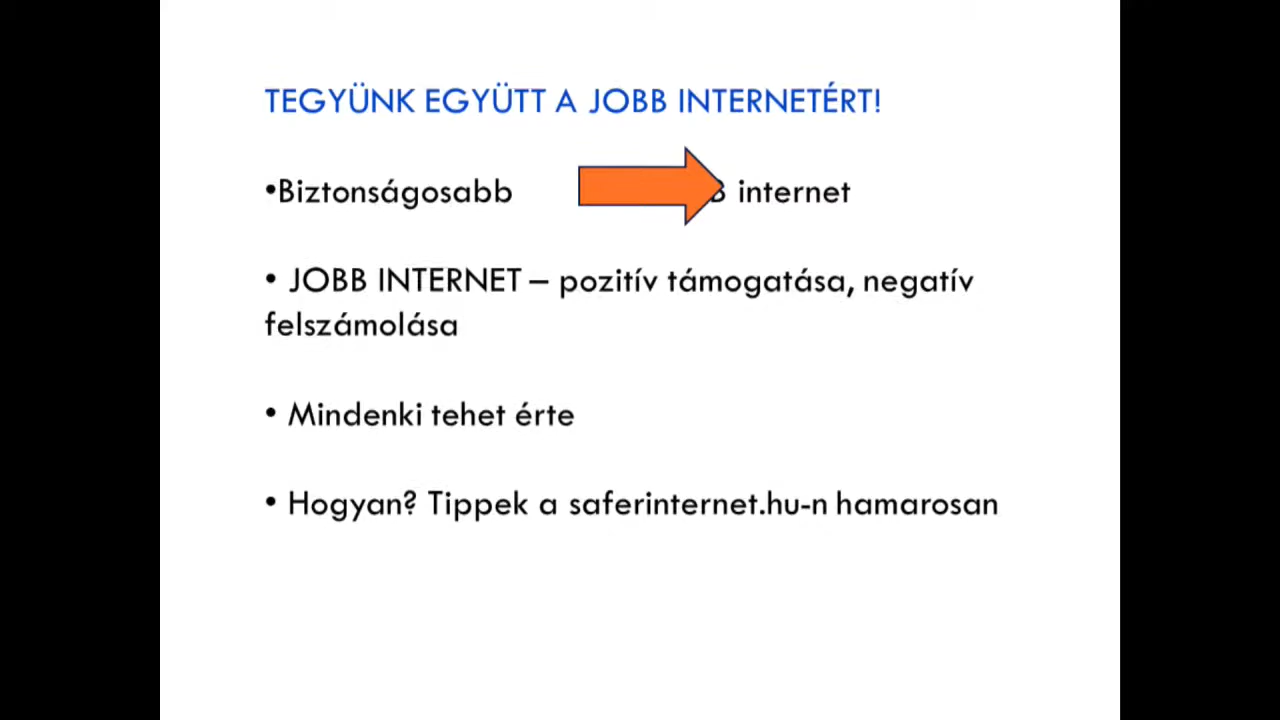 TEGYÜNK EGYÜTT A JOBB INTERNETÉRT!
•Biztonságosabb internet
• JOBB INTERNET – pozitív támogatása, negatív
felszámolása
• Mindenki tehet érte
• Hogyan? Tippek a saferinternet.hu-n hamarosan